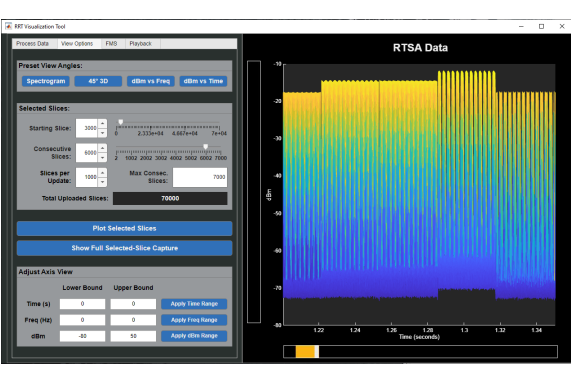 RRT Visualization Tool
Process Data View Options FMS Playback
Preset View Angles:
Spectrogram 45° 3D dBm vs Freq dBm vs Time
Selected Slices:
Starting Slice: 3000
0 2.333e+04 4.667e+04 7e+04
Consecutive Slices: 6000
2 1002 2002 3002 4002 5002 6002 7000
Slices per Update: 1000 Max Consec. Slices: 7000
Total Uploaded Slices: 70000
Plot Selected Slices
Show Full Selected-Slice Capture
Adjust Axis View
Lower Bound Upper Bound
Time (s) 0 0 Apply Time Range
Freq (Hz) 0 0 Apply Freq Range
dBm -80 50 Apply dBm Range
RTSA Data
-10
-20
-30
-40
-50
-60
-70
-80
dBm
1.22 1.24 1.26 1.28 1.3 1.32 1.34
Time (seconds)